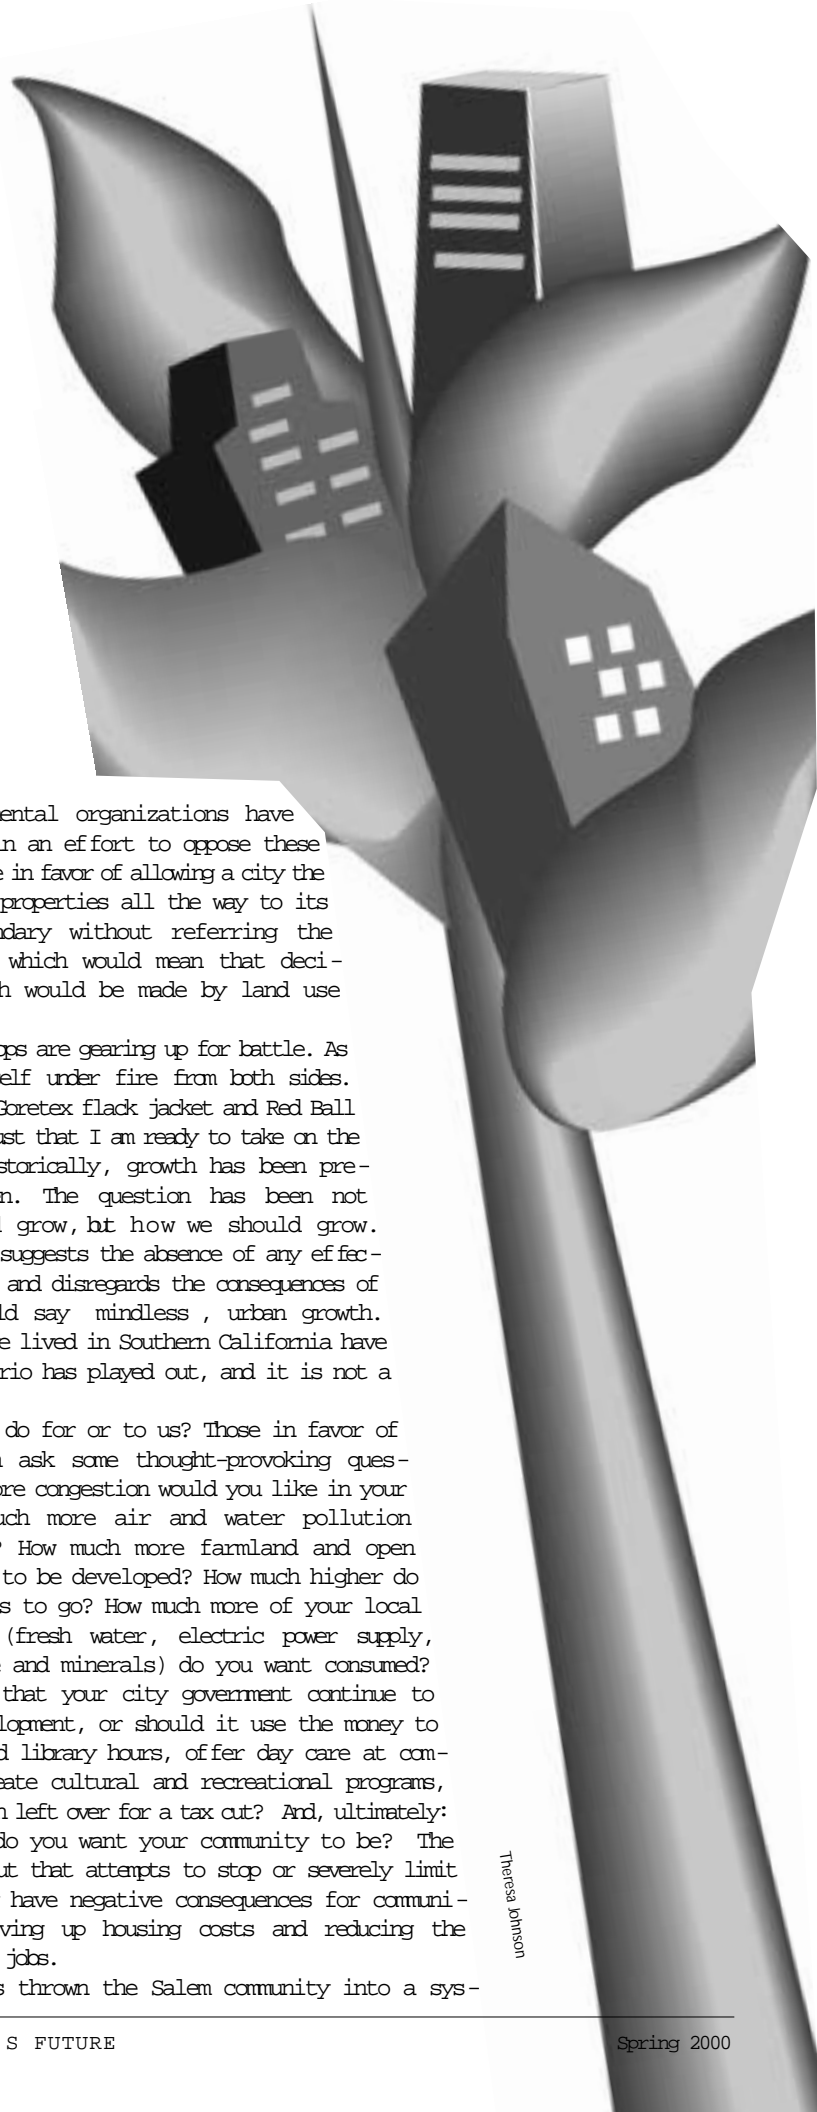 ental organizations have
in an effort to oppose these
e in favor of allowing a city the
properties all the way to its
ndary without referring the
which would mean that deci-
h would be made by land use
ops are gearing up for battle. As
elf under fire from both sides.
Goretex flack jacket and Red Ball
ust that I am ready to take on the
storically, growth has been pre-
n. The question has been not
l grow, but how we should grow.
suggests the absence of any effec-
and disregards the consequences of
ld say mindless , urban growth.
e lived in Southern California have
rio has played out, and it is not a
do for or to us? Those in favor of
n ask some thought-provoking ques-
ore congestion would you like in your
uch more air and water pollution
? How much more farmland and open
to be developed? How much higher do
s to go? How much more of your local
(fresh water, electric power supply,
e and minerals) do you want consumed?
that your city government continue to
lopment, or should it use the money to
d library hours, offer day care at com-
eate cultural and recreational programs,
n left over for a tax cut? And, ultimately:
do you want your community to be? The
ut that attempts to stop or severely limit
have negative consequences for communi-
ving up housing costs and reducing the
jobs.
s thrown the Salem community into a sys-
Theresa Johnson
S FUTURE
Spring 2000